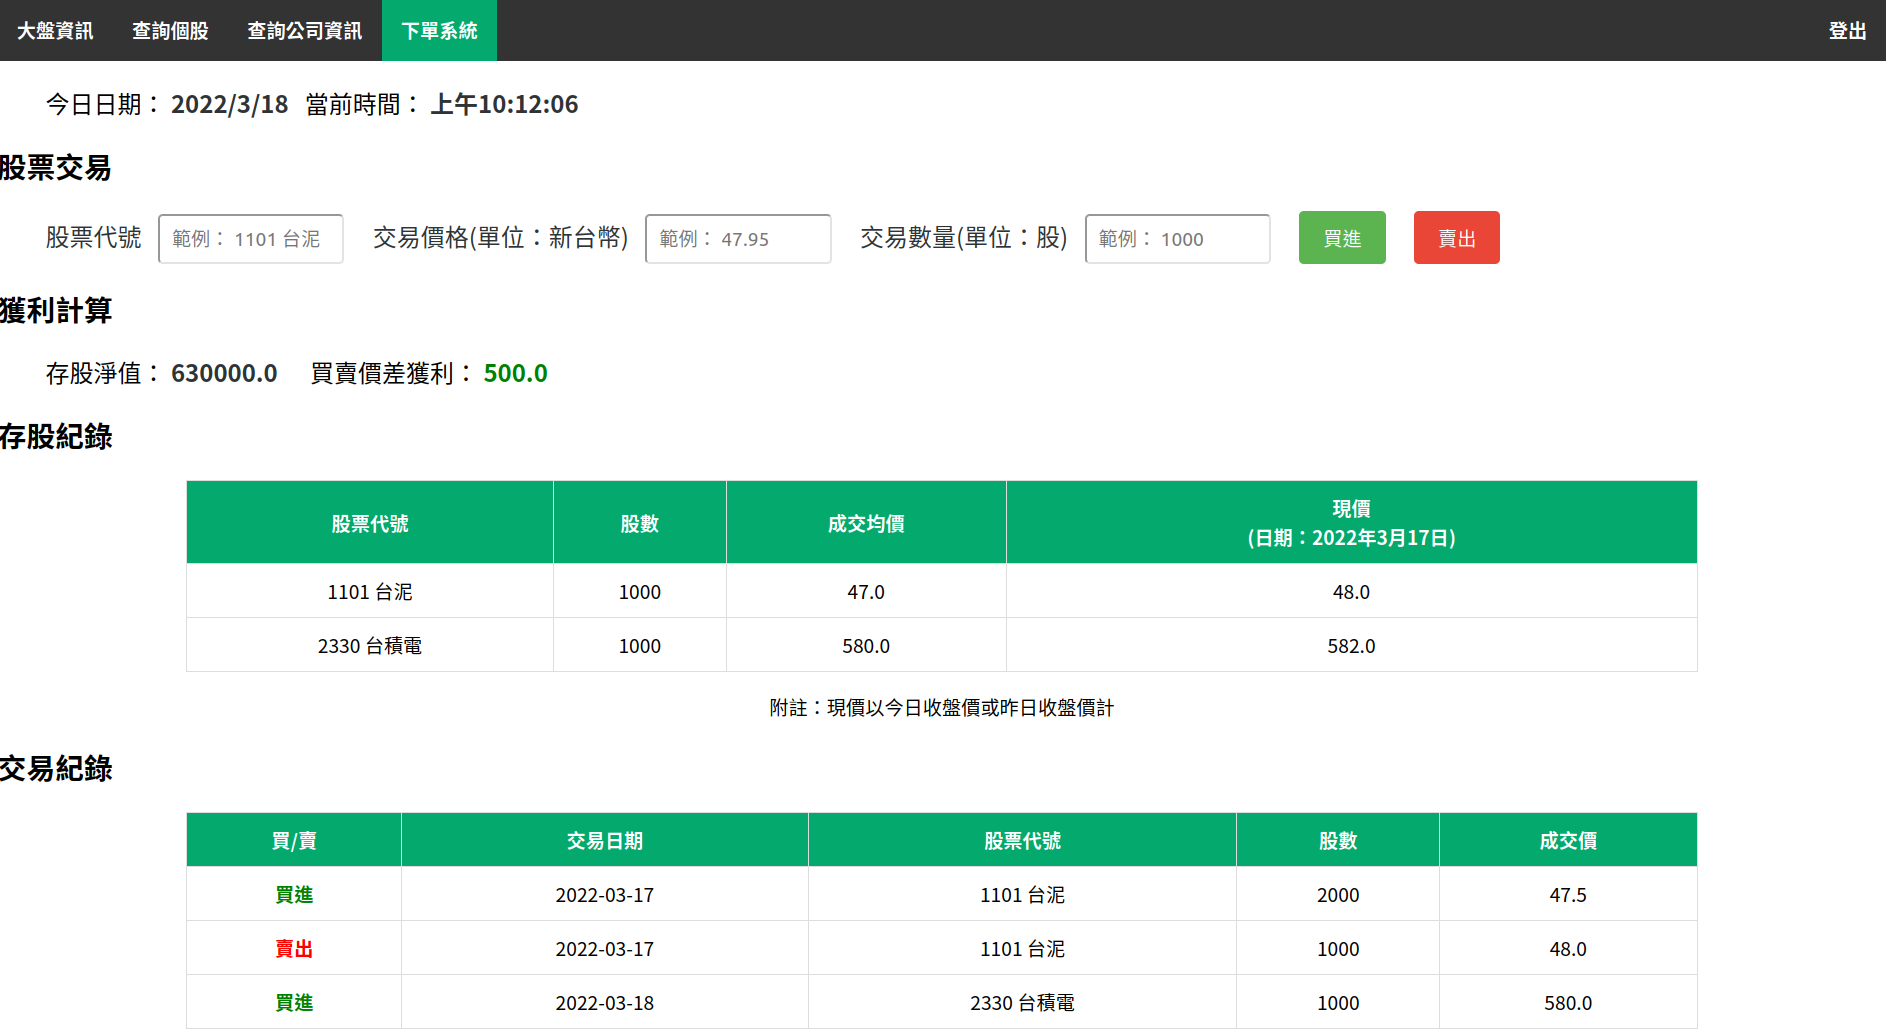 大盤資訊 查詢個股 查詢公司資訊 下單系統 登出
今日日期： 2022/3/18 當前時間： 上午10:12:06
股票交易
股票代號 範例： 1101 台泥 交易價格(單位：新台幣) 範例： 47.95 交易數量(單位：股) 範例： 1000 買進 賣出
獲利計算
存股淨值： 630000.0 買賣價差獲利： 500.0
存股紀錄
股票代號 股數 成交均價 現價
(日期：2022年3月17日)
1101 台泥 1000 47.0 48.0
2330 台積電 1000 580.0 582.0
附註：現價以今日收盤價或昨日收盤價計
交易紀錄
買/賣 交易日期 股票代號 股數 成交價
買進 2022-03-17 1101 台泥 2000 47.5
賣出 2022-03-17 1101 台泥 1000 48.0
買進 2022-03-18 2330 台積電 1000 580.0